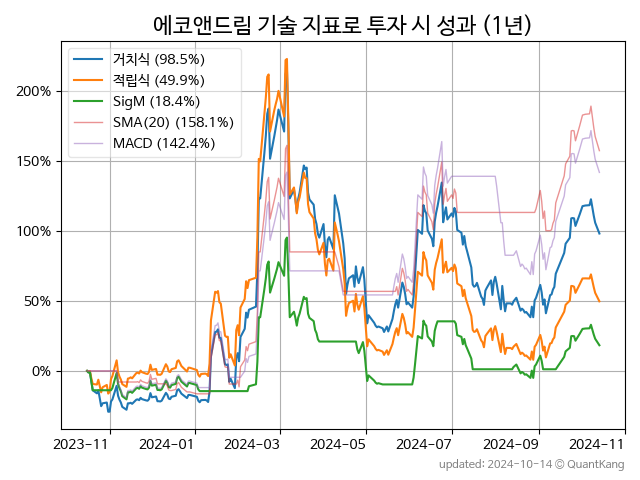 에코앤드림 기술 지표로 투자 시 성과 (1년)
거치식 (98.5%)
적립식 (49.9%)
SigM (18.4%)
SMA(20) (158.1%)
MACD (142.4%)
200%
150%
100%
50%
0%
2023-11 2024-01 2024-03 2024-05 2024-07 2024-09 2024-11
updated: 2024-10-14 © QuantKang